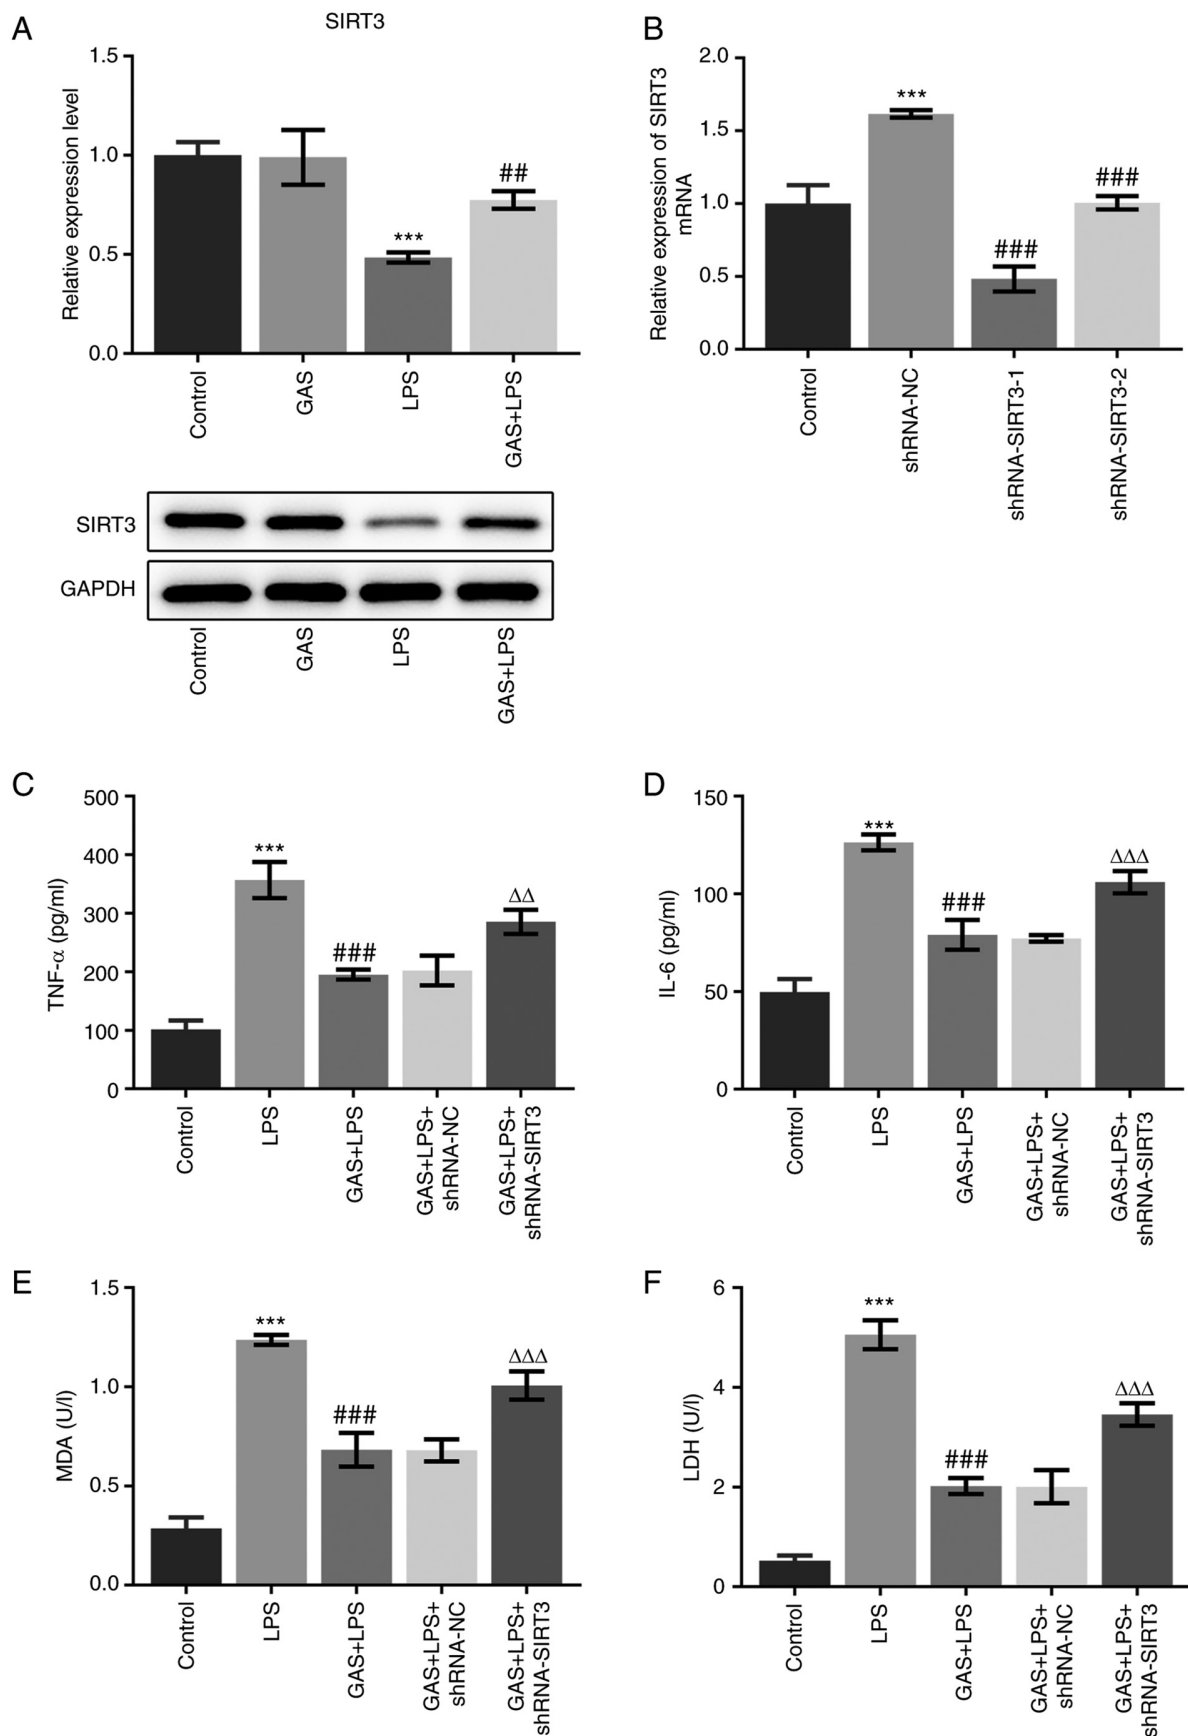 A
SIRT3
Relative expression level
1.5
1.0
0.5
0.0
***
##
Control
GAS
LPS
GAS+LPS
SIRT3
GAPDH
Control
GAS
LPS
GAS+LPS
B
Relative expression of SIRT3
mRNA
2.0
1.5
1.0
0.5
0.0
***
###
###
Control
shRNA-NC
shRNA-SIRT3-1
shRNA-SIRT3-2
C
TNF-α (pg/ml)
500
400
300
200
100
0
***
###
ΔΔ
Control
LPS
GAS+LPS
GAS+LPS+
shRNA-NC
GAS+LPS+
shRNA-SIRT3
D
IL-6 (pg/ml)
150
100
50
0
***
###
ΔΔΔ
Control
LPS
GAS+LPS
GAS+LPS+
shRNA-NC
GAS+LPS+
shRNA-SIRT3
E
MDA (U/l)
1.5
1.0
0.5
0.0
***
###
ΔΔΔ
Control
LPS
GAS+LPS
GAS+LPS+
shRNA-NC
GAS+LPS+
shRNA-SIRT3
F
LDH (U/l)
6
4
2
0
***
###
ΔΔΔ
Control
LPS
GAS+LPS
GAS+LPS+
shRNA-NC
GAS+LPS+
shRNA-SIRT3